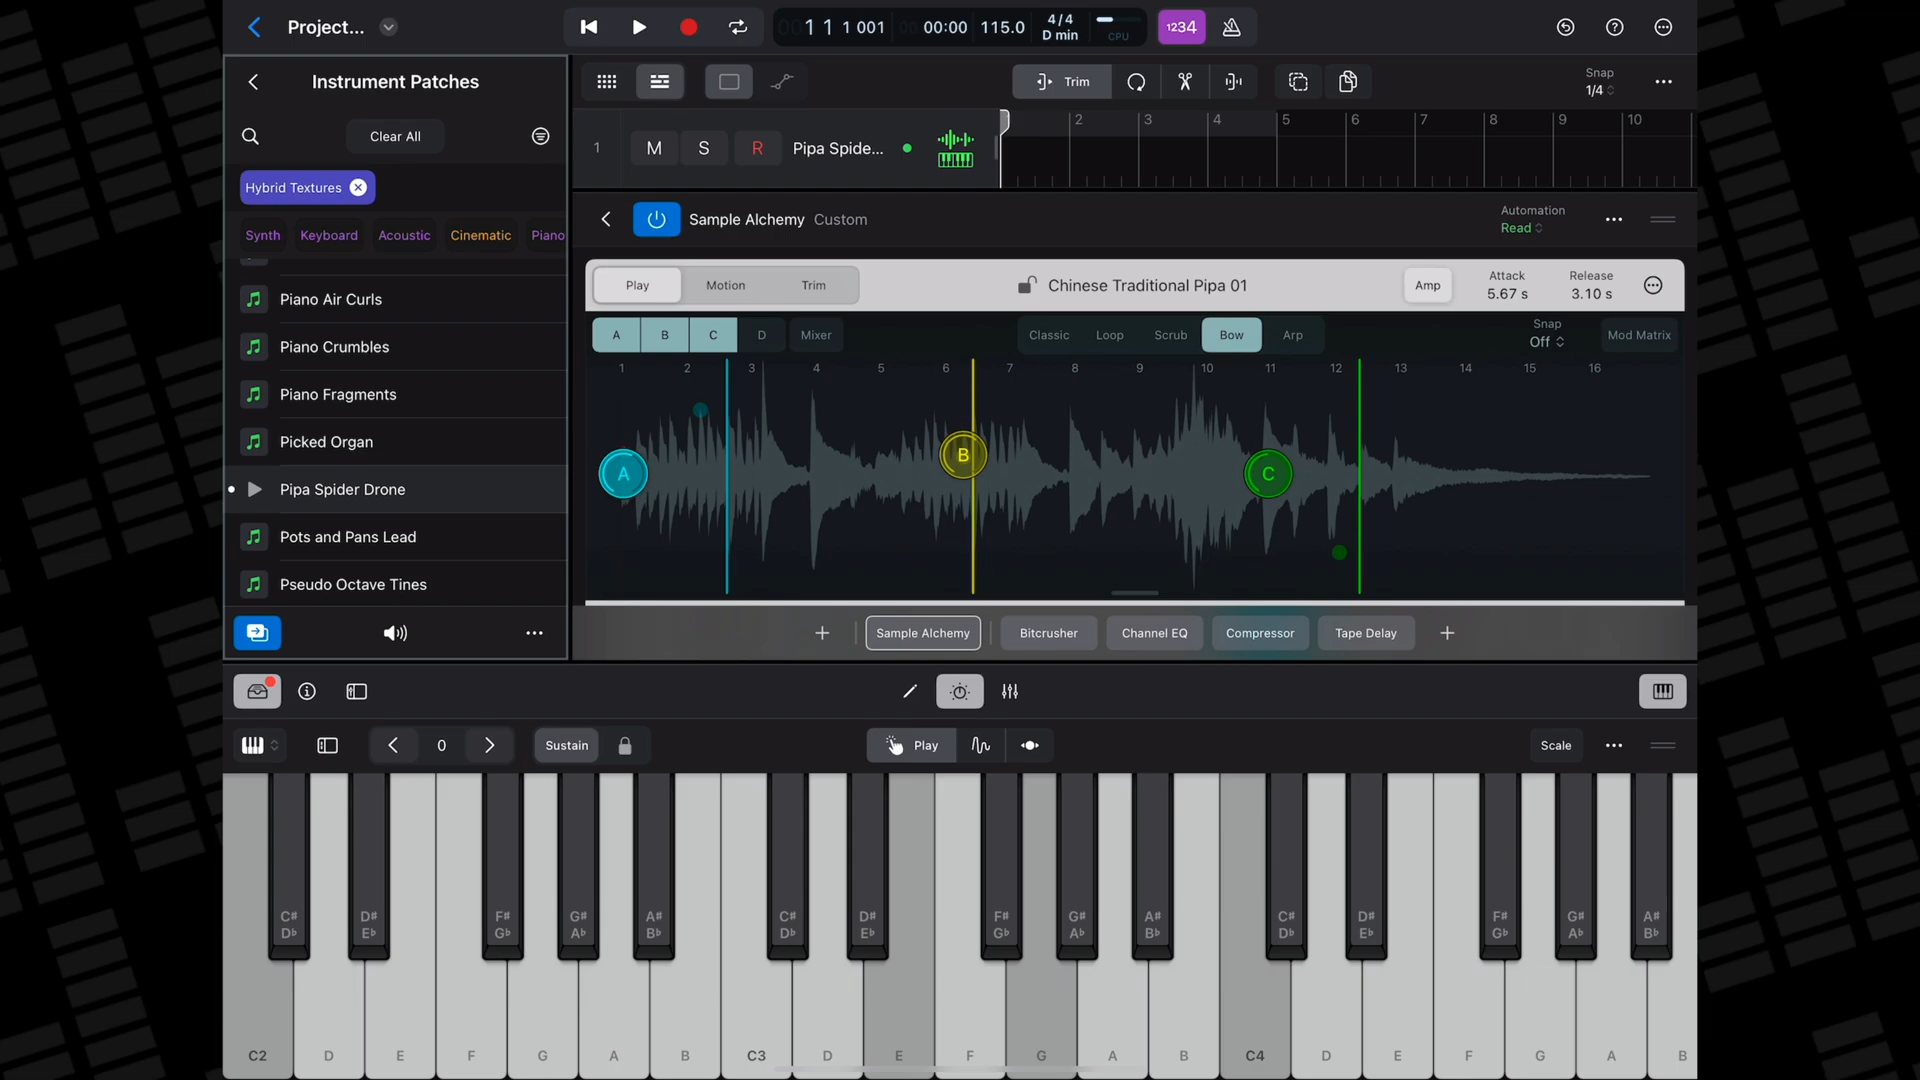 Project...
1 1 1 001
00:00
115.0
4/4
D min
CPU
1234
Instrument Patches
Clear All
Hybrid Textures
Synth Keyboard Acoustic Cinematic Piano
Piano Air Curls
Piano Crumbles
Piano Fragments
Picked Organ
Pipa Spider Drone
Pots and Pans Lead
Pseudo Octave Tines
Trim
Snap
1/4
1 M S R Pipa Spide...
2 3 4 5 6 7 8 9 10
Sample Alchemy Custom
Automation
Read
Play Motion Trim
Chinese Traditional Pipa 01
Amp
Attack
5.67 s
Release
3.10 s
A B C D Mixer
Classic Loop Scrub Bow Arp
Snap
Off
Mod Matrix
1 2 3 4 5 6 7 8 9 10 11 12 13 14 15 16
A B C
Sample Alchemy Bitcrusher Channel EQ Compressor Tape Delay
0
Sustain
Play
Scale
C# D# F# G# A# C# D# F# G# A# C# D# F# G# A#
D♭ E♭ G♭ A♭ B♭ D♭ E♭ G♭ A♭ B♭ D♭ E♭ G♭ A♭ B♭
C2 D E F G A B C3 D E F G A B C4 D E F G A B